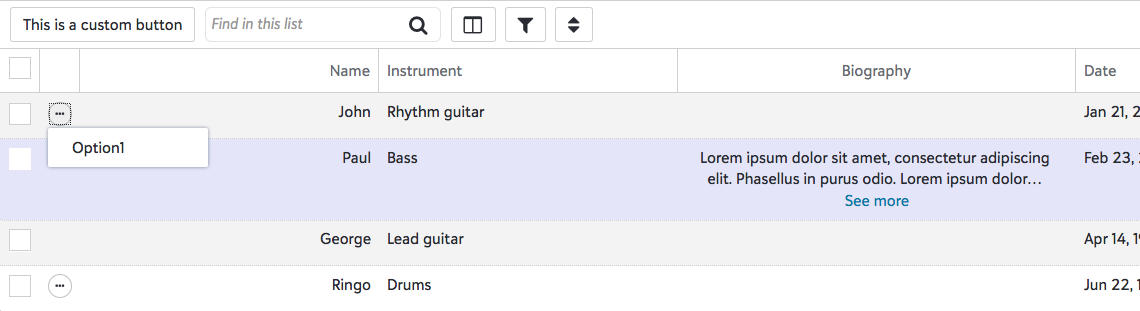 This is a custom button Find in this list
Name Instrument Biography Date
John Rhythm guitar Jan 21, 2
Option1
Paul Bass Lorem ipsum dolor sit amet, consectetur adipiscing Feb 23,
elit. Phasellus in purus odio. Lorem ipsum dolor...
See more
George Lead guitar Apr 14, 19
Ringo Drums Jun 22, 1